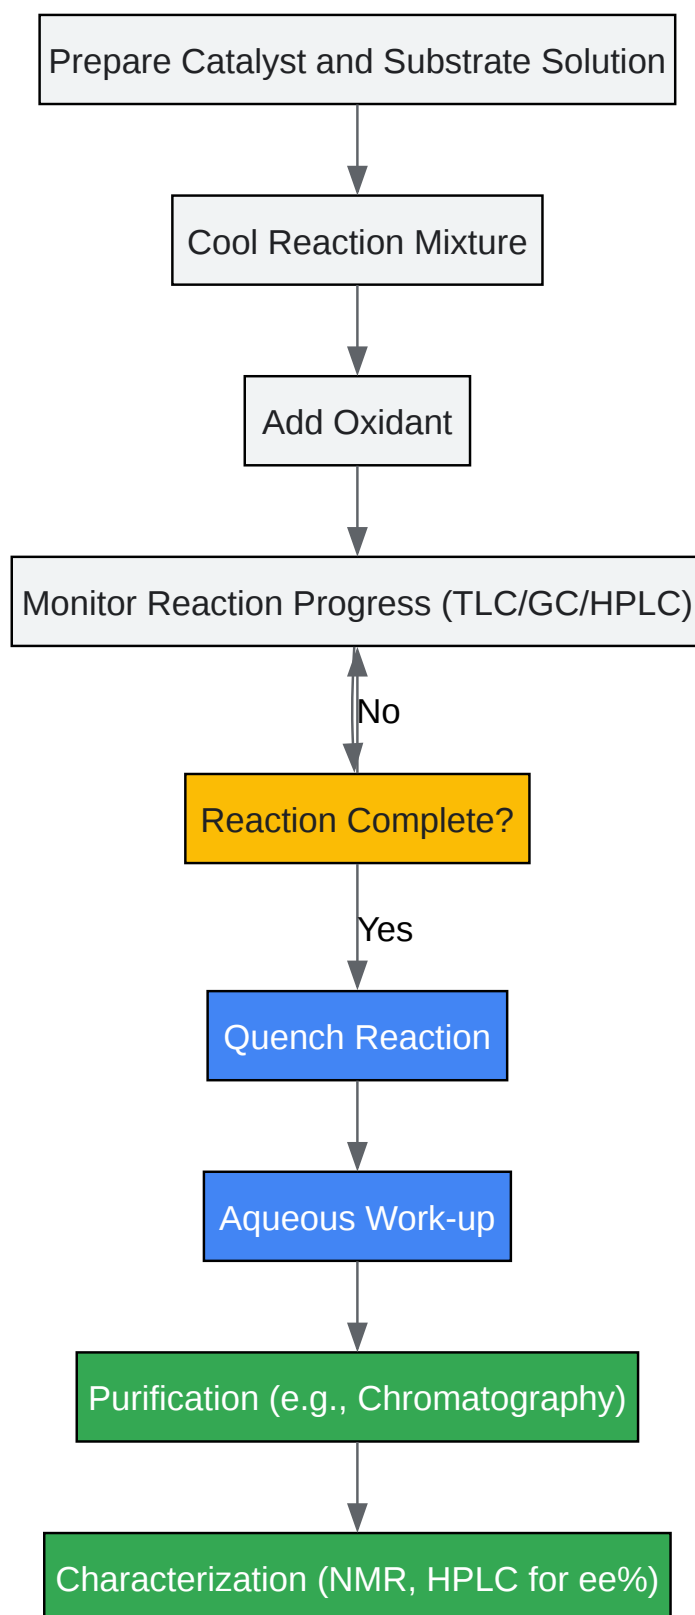 Prepare Catalyst and Substrate Solution
Cool Reaction Mixture
Add Oxidant
Monitor Reaction Progress (TLC/GC/HPLC)
No
Reaction Complete?
Yes
Quench Reaction
Aqueous Work-up
Purification (e.g., Chromatography)
Characterization (NMR, HPLC for ee%)